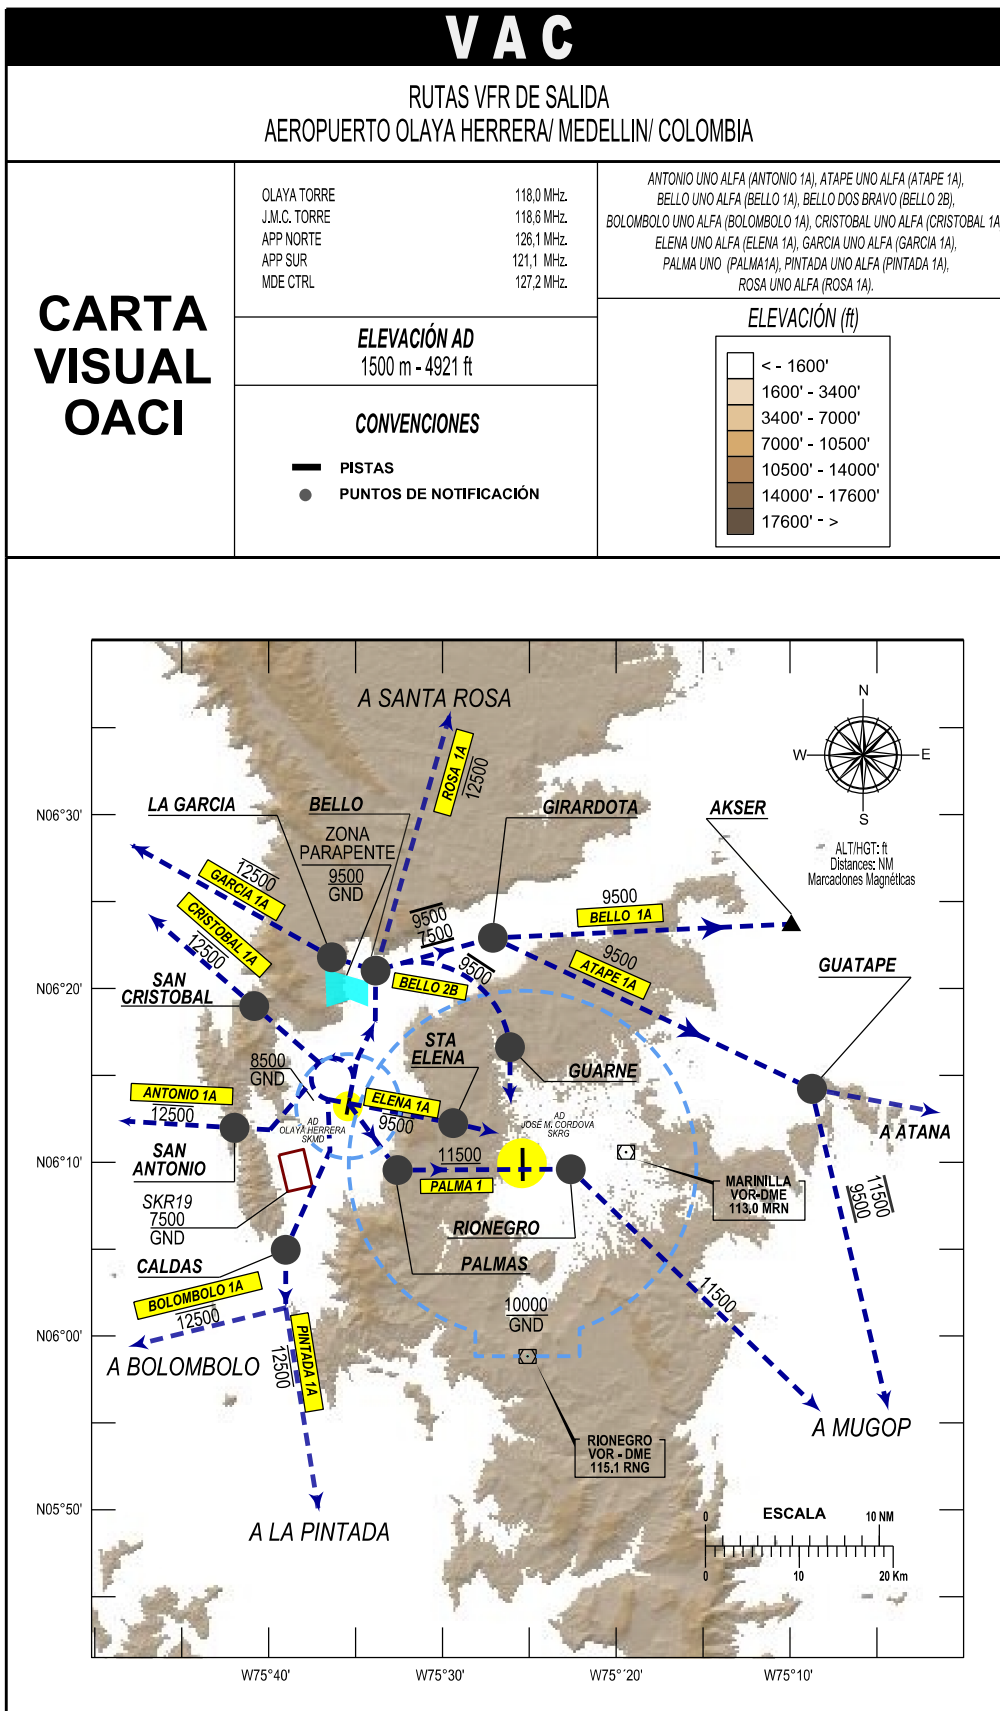 VAC
RUTAS VFR DE SALIDA
AEROPUERTO OLAYA HERRERA/ MEDELLIN/ COLOMBIA
CARTA
VISUAL
OACI
OLAYA TORRE 118,0 MHz.
J.M.C. TORRE 118,6 MHz.
APP NORTE 126,1 MHz.
APP SUR 121,1 MHz.
MDE CTRL 127,2 MHz.
ELEVACIÓN AD
1500 m - 4921 ft
CONVENCIONES
PISTAS
PUNTOS DE NOTIFICACIÓN
ANTONIO UNO ALFA (ANTONIO 1A), ATAPE UNO ALFA (ATAPE 1A),
BELLO UNO ALFA (BELLO 1A), BELLO DOS BRAVO (BELLO 2B),
BOLOMBOLO UNO ALFA (BOLOMBOLO 1A), CRISTOBAL UNO ALFA (CRISTOBAL 1A
ELENA UNO ALFA (ELENA 1A), GARCIA UNO ALFA (GARCIA 1A),
PALMA UNO (PALMA1A), PINTADA UNO ALFA (PINTADA 1A),
ROSA UNO ALFA (ROSA 1A).
ELEVACIÓN (ft)
< - 1600'
1600' - 3400'
3400' - 7000'
7000' - 10500'
10500' - 14000'
14000' - 17600'
17600' - >
A SANTA ROSA
N
W
E
S
ALT/HGT: ft
Distances: NM
Marcaciones Magnéticas
ROSA 1A
12500
LA GARCIA
BELLO
GIRARDOTA
AKSER
ZONA
PARAPENTE
9500
GND
12500
GARCIA 1A
CRISTOBAL 1A
12500
9500
7500
9500
BELLO 1A
9500
ATAPE 1A
9500
BELLO 2B
GUATAPE
SAN
CRISTOBAL
STA
ELENA
GUARNE
8500
GND
ANTONIO 1A
12500
ELENA 1A
9500
AD
OLAYA HERRERA
SKMD
AD
JOSÉ M. CORDOVA
SKRG
A ATANA
SAN
ANTONIO
11500
PALMA 1
MARINILLA
VOR-DME
113,0 MRN
11500
9500
SKR19
7500
GND
RIONEGRO
PALMAS
CALDAS
BOLOMBOLO 1A
12500
PINTADA 1A
12500
10000
GND
11500
A BOLOMBOLO
A MUGOP
RIONEGRO
VOR - DME
115,1 RNG
A LA PINTADA
ESCALA
0
10 NM
0
10
20 Km
N06°30'
N06°20'
N06°10'
N06°00'
N05°50'
W75°40'
W75°30'
W75°20'
W75°10'